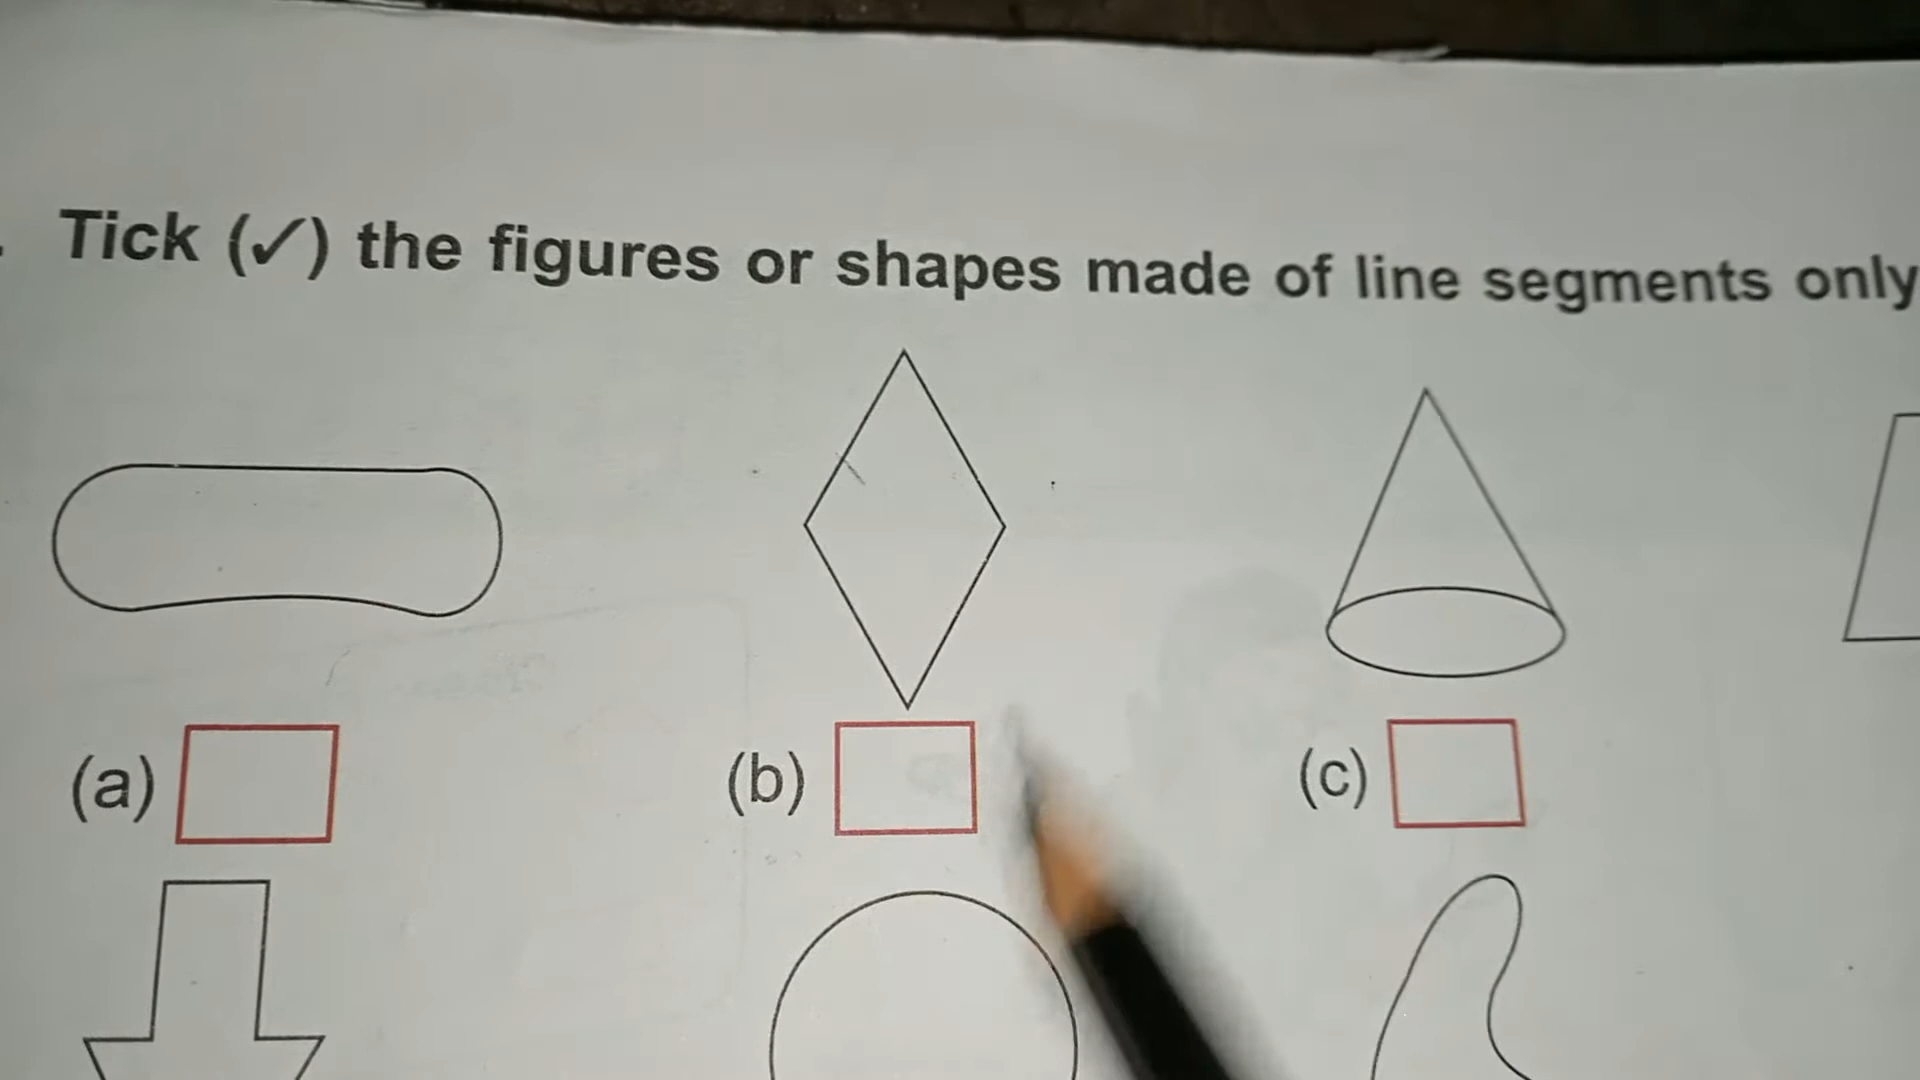 Tick (✓) the figures or shapes made of line segments only
(a)
(b)
(c)